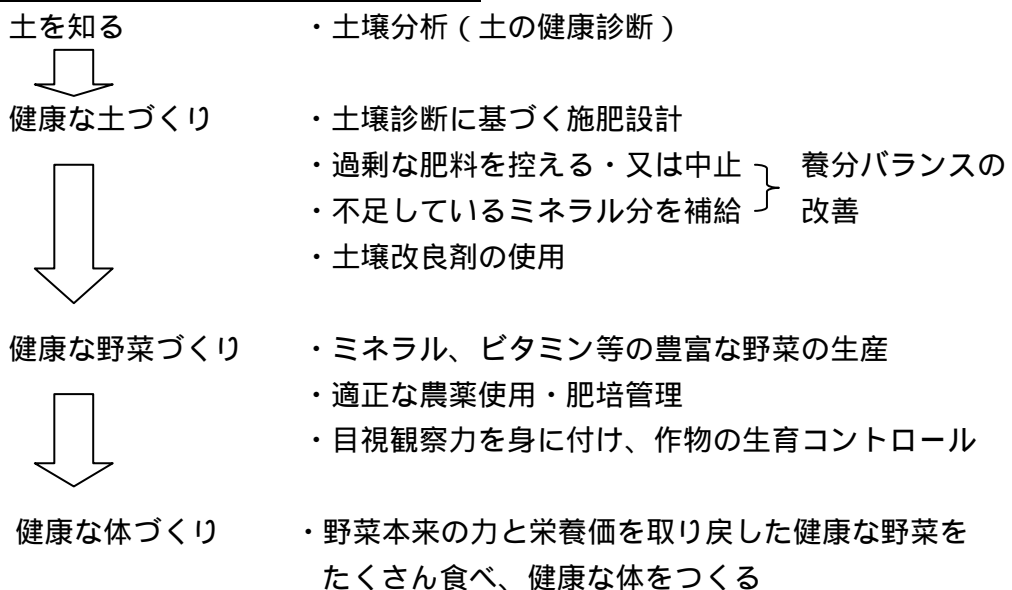 土を知る ・土壌分析(土の健康診断)
健康な土づくり ・土壌診断に基づく施肥設計
・過剰な肥料を控える・又は中止 養分バランスの
・不足しているミネラル分を補給 改善
・土壌改良剤の使用
健康な野菜づくり ・ミネラル、ビタミン等の豊富な野菜の生産
・適正な農薬使用・肥培管理
・目視観察力を身に付け、作物の生育コントロール
健康な体づくり ・野菜本来の力と栄養価を取り戻した健康な野菜を
たくさん食べ、健康な体をつくる